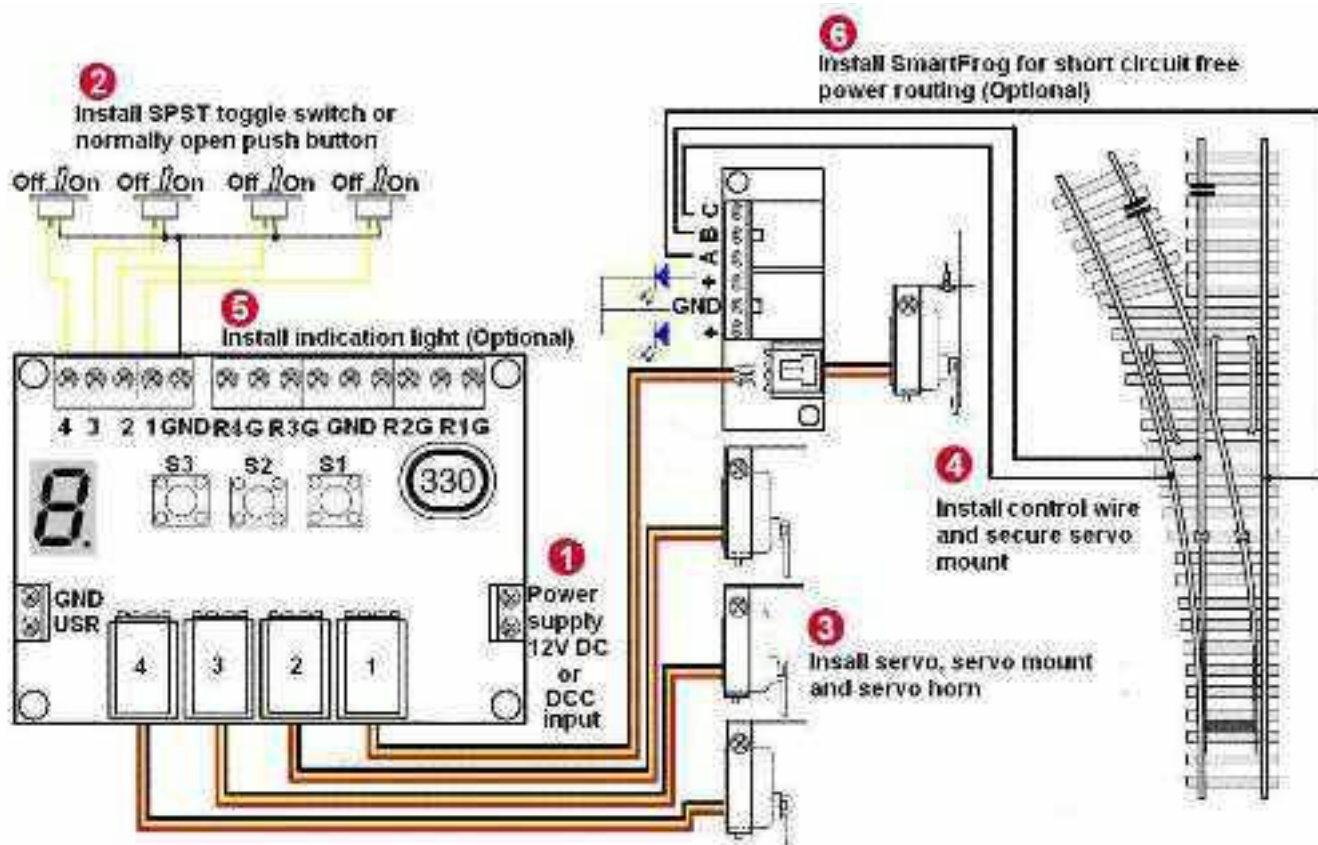 6
Install SmartFrog for short circuit free
power routing (Optional)
2
Install SPST toggle switch or
normally open push button
Off On Off On Off On Off On
C
B
A
+
GND
+
5
Install indication light (Optional)
4 3 2 1 GND R4G R3G GND R2G R1G
S3 S2 S1
330
8.
4
Install control wire
and secure servo
mount
1
Power
supply
12V DC
or
DCC
input
GND
USR
4 3 2 1
3
Insall servo, servo mount
and servo horn